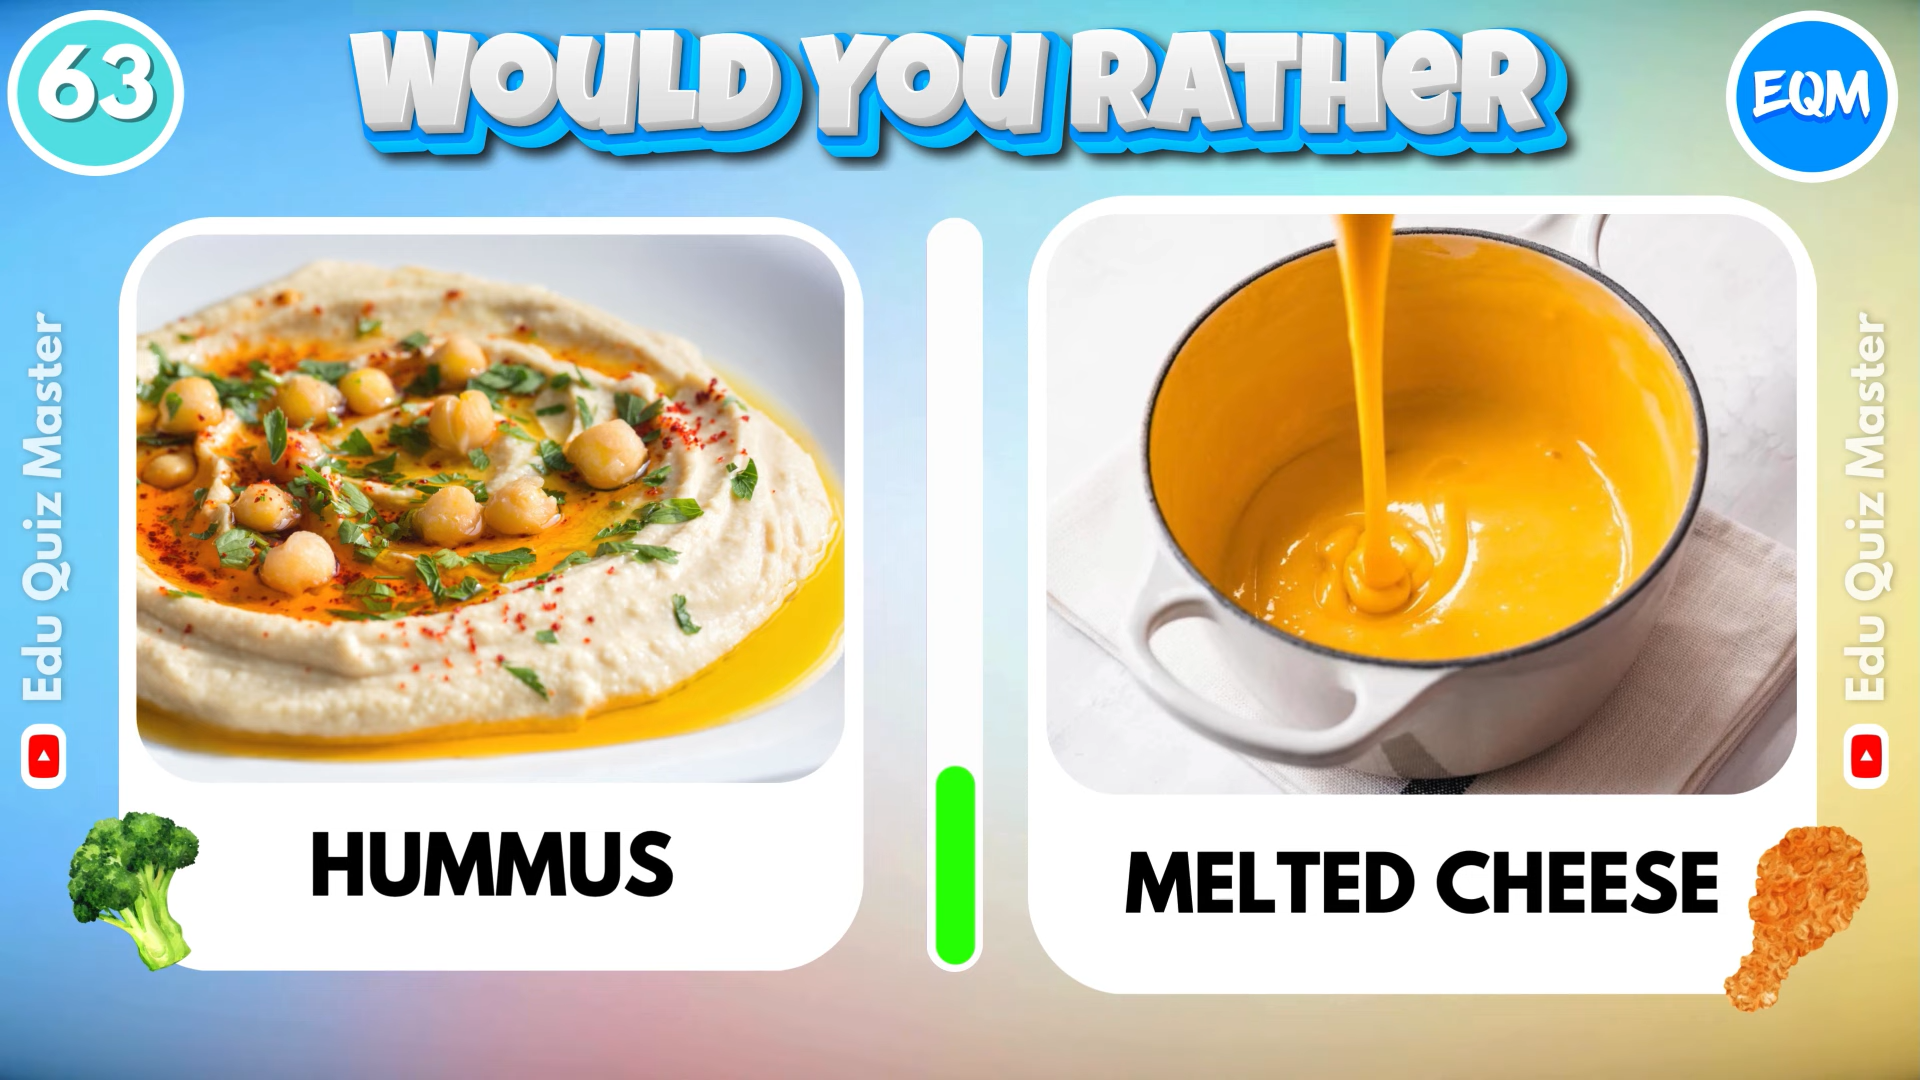 63
WOULD YOU RATHER
EQM
Edu Quiz Master
Edu Quiz Master
HUMMUS
MELTED CHEESE